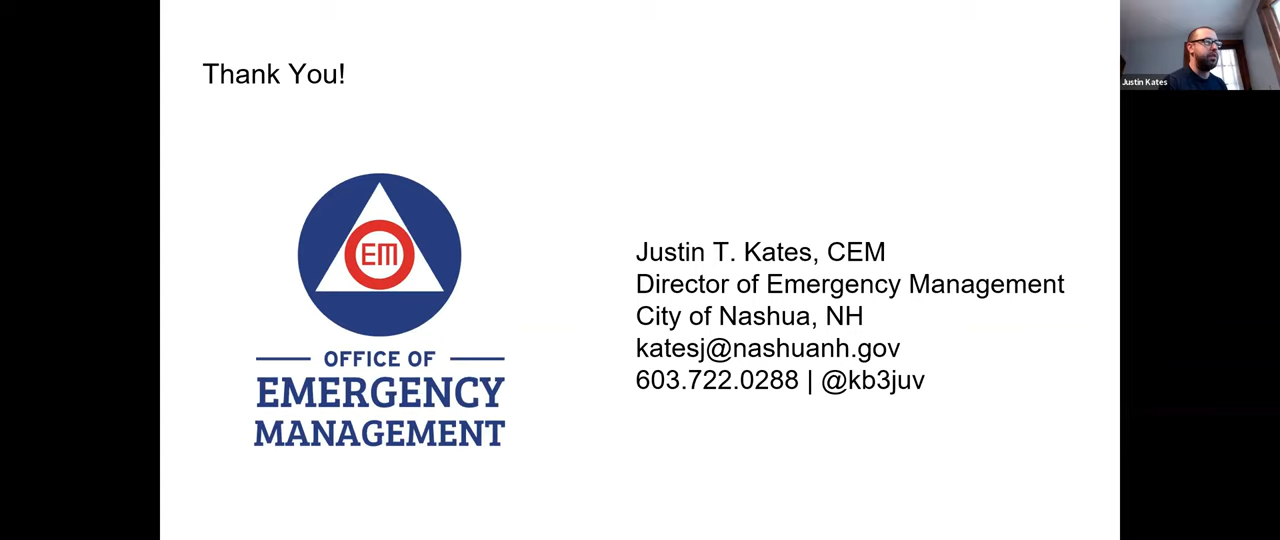 Thank You!
Justin Kates
EM
OFFICE OF
EMERGENCY
MANAGEMENT
Justin T. Kates, CEM
Director of Emergency Management
City of Nashua, NH
katesj@nashuanh.gov
603.722.0288 | @kb3juv